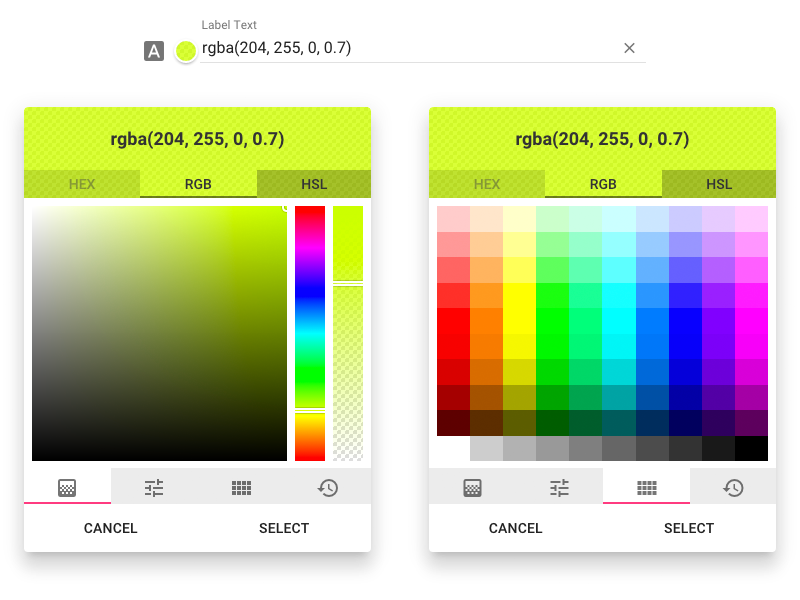 Label Text
A
rgba(204, 255, 0, 0.7)
rgba(204, 255, 0, 0.7)
HEX RGB HSL
CANCEL SELECT
rgba(204, 255, 0, 0.7)
HEX RGB HSL
CANCEL SELECT